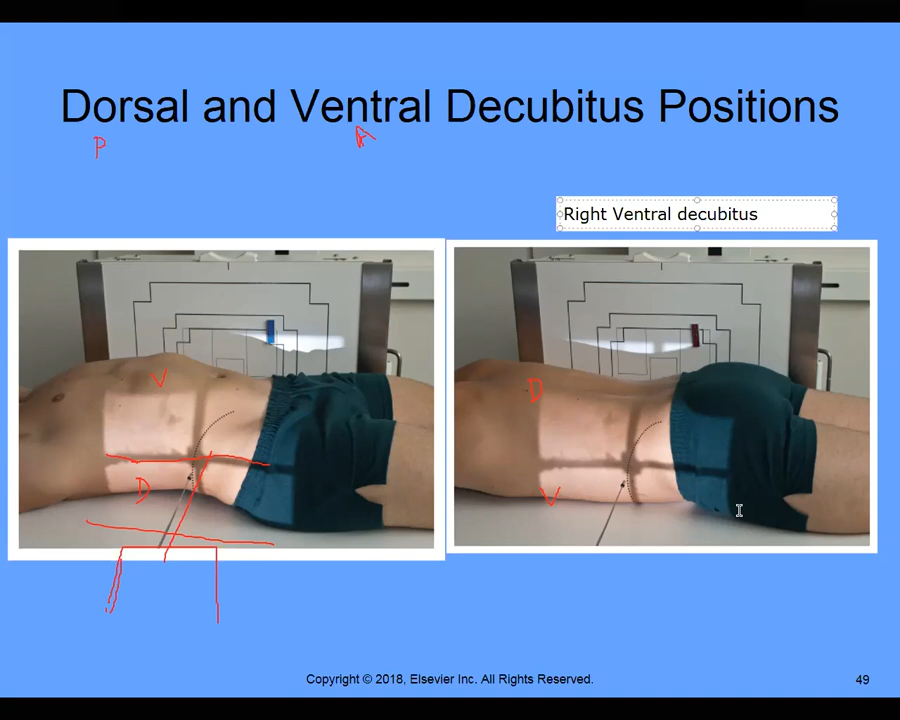 Dorsal and Ventral Decubitus Positions
P
A
Right Ventral decubitus
V
D
D
V
Copyright © 2018, Elsevier Inc. All Rights Reserved.
49